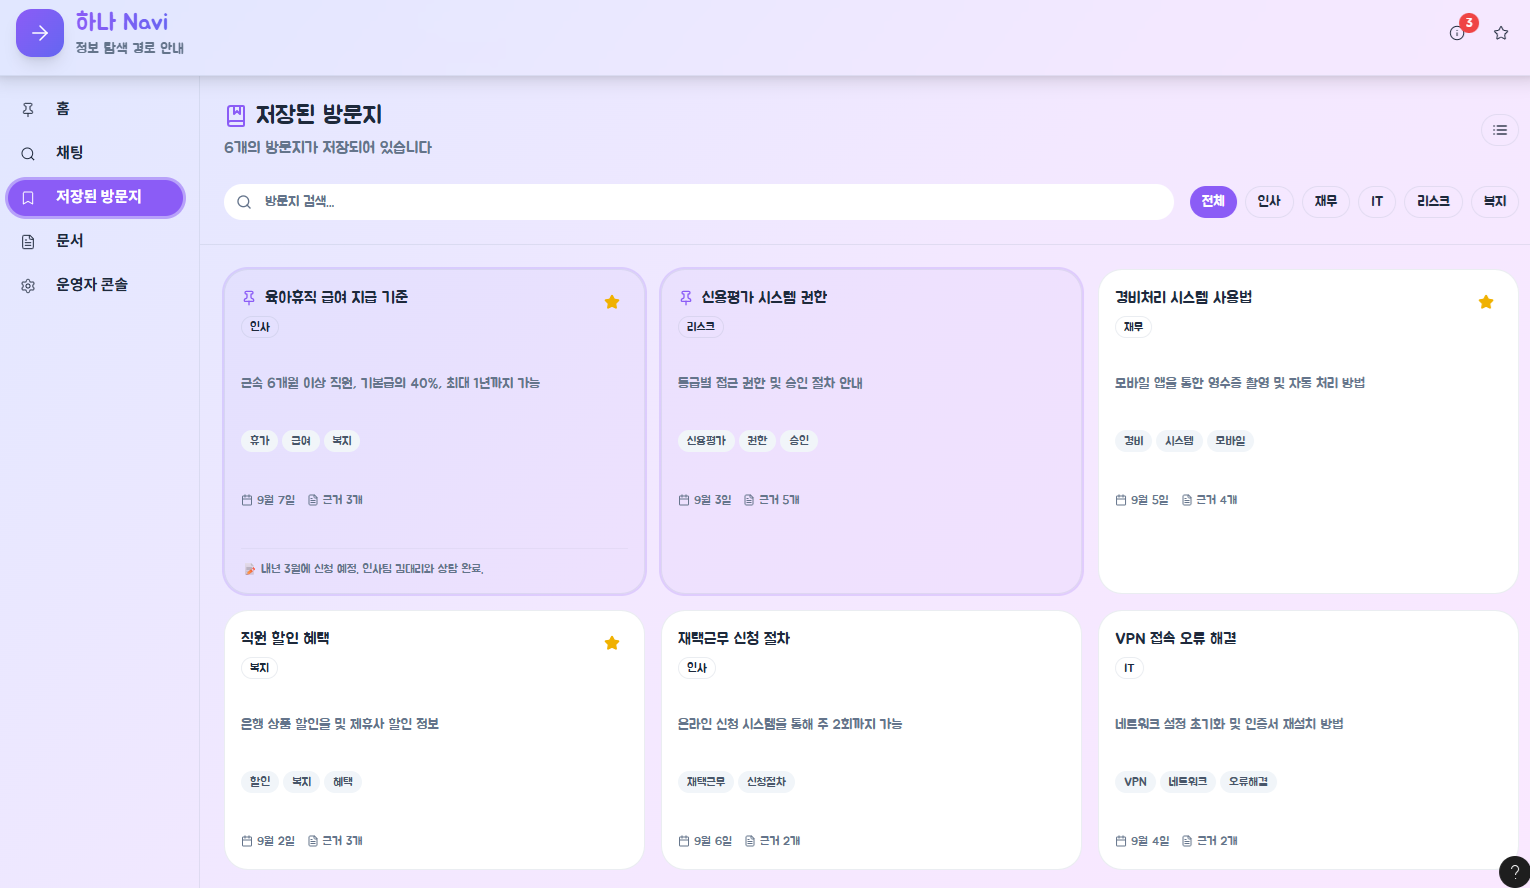 하나 Navi
정보 탐색 경로 안내
3
홈
채팅
저장된 방문지
문서
운영자 콘솔
저장된 방문지
6개의 방문지가 저장되어 있습니다
방문지 검색...
전체 인사 재무 IT 리스크 복지
육아휴직 급여 지급 기준
인사
근속 6개월 이상 직원, 기본급의 40%, 최대 1년까지 가능
휴가 급여 복지
9월 7일 근거 3개
내년 3월에 신청 예정. 인사팀 김대리와 상담 완료.
신용평가 시스템 권한
리스크
등급별 접근 권한 및 승인 절차 안내
신용평가 권한 승인
9월 3일 근거 5개
경비처리 시스템 사용법
재무
모바일 앱을 통한 영수증 촬영 및 자동 처리 방법
경비 시스템 모바일
9월 5일 근거 4개
직원 할인 혜택
복지
은행 상품 할인율 및 제휴사 할인 정보
할인 복지 혜택
9월 2일 근거 3개
재택근무 신청 절차
인사
온라인 신청 시스템을 통해 주 2회까지 가능
재택근무 신청절차
9월 6일 근거 2개
VPN 접속 오류 해결
IT
네트워크 설정 초기화 및 인증서 재설치 방법
VPN 네트워크 오류해결
9월 4일 근거 2개
?